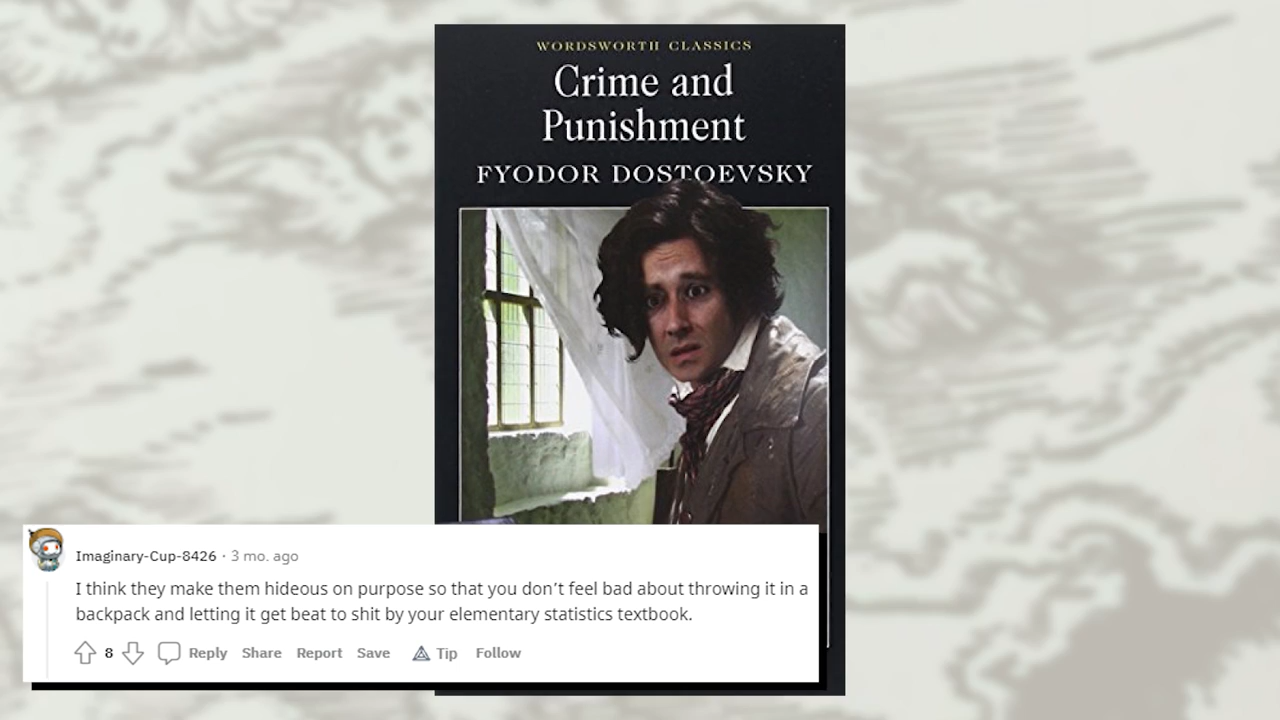 WORDSWORTH CLASSICS
Crime and
Punishment
FYODOR DOSTOEVSKY
Imaginary-Cup-8426 · 3 mo. ago
I think they make them hideous on purpose so that you don’t feel bad about throwing it in a
backpack and letting it get beat to shit by your elementary statistics textbook.
8 Reply Share Report Save Tip Follow